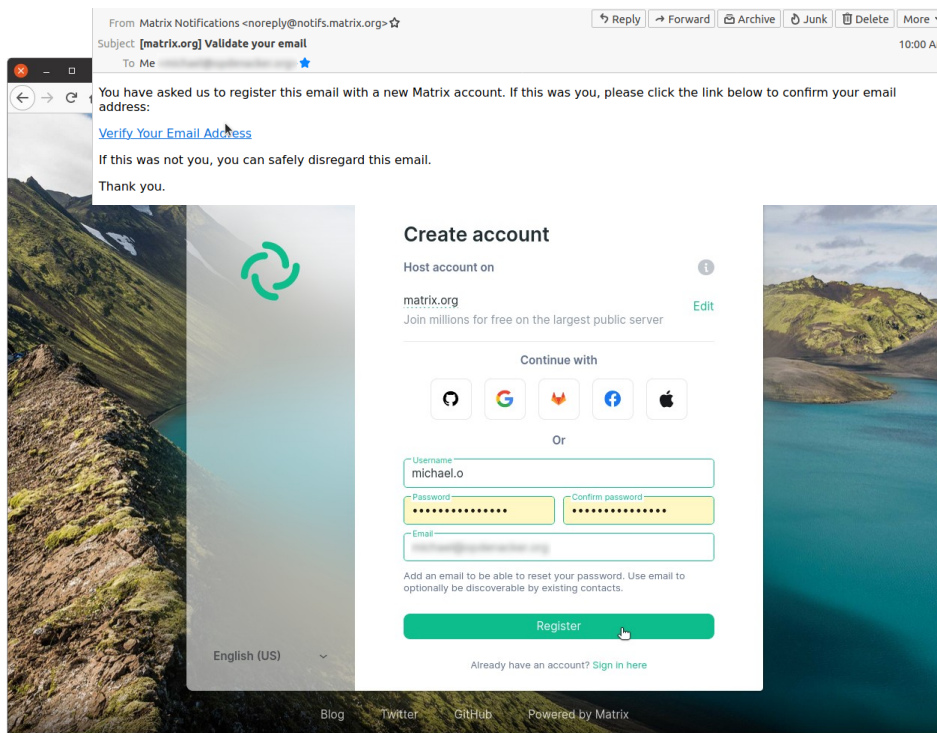 From Matrix Notifications <noreply@notifs.matrix.org>
Reply Forward Archive Junk Delete More
Subject [matrix.org] Validate your email
10:00 A
To Me
You have asked us to register this email with a new Matrix account. If this was you, please click the link below to confirm your email
address:
Verify Your Email Address
If this was not you, you can safely disregard this email.
Thank you.
Create account
Host account on
matrix.org
Edit
Join millions for free on the largest public server
Continue with
Or
Username
michael.o
Password
Confirm password
Email
Add an email to be able to reset your password. Use email to
optionally be discoverable by existing contacts.
Register
English (US)
Already have an account? Sign in here
Blog Twitter GitHub Powered by Matrix